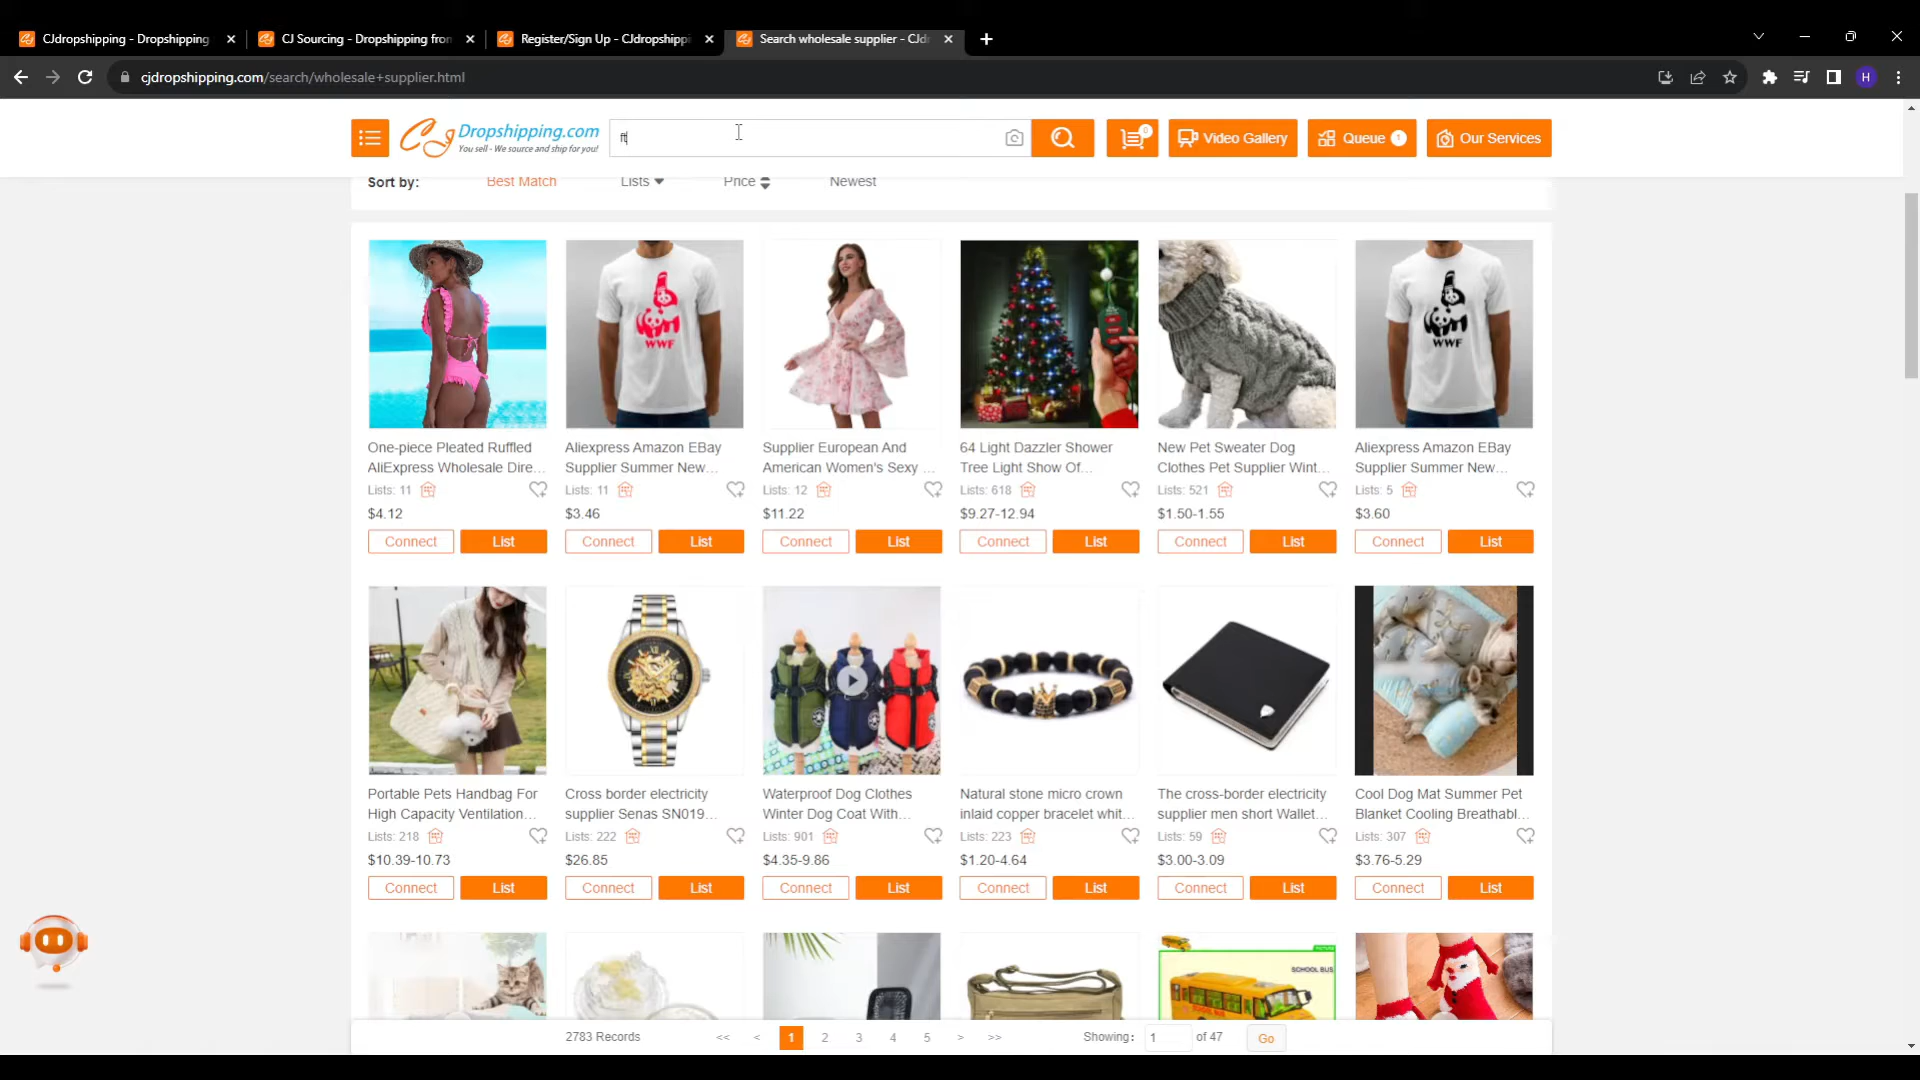 CJdropshipping - Dropshipping
CJ Sourcing - Dropshipping from
Register/Sign Up - CJdropshippi
Search wholesale supplier - CJd
cjdropshipping.com/search/wholesale+supplier.html
H
Dropshipping.com
You sell - We source and ship for you!
ft
0
Video Gallery
Queue
Our Services
Sort by:
Best Match
Lists
Price
Newest
WWF
WWF
One-piece Pleated Ruffled
AliExpress Wholesale Dire...
Lists: 11
$4.12
Connect
List
Aliexpress Amazon EBay
Supplier Summer New...
Lists: 11
$3.46
Connect
List
Supplier European And
American Women's Sexy ...
Lists: 12
$11.22
Connect
List
64 Light Dazzler Shower
Tree Light Show Of...
Lists: 618
$9.27-12.94
Connect
List
New Pet Sweater Dog
Clothes Pet Supplier Wint...
Lists: 521
$1.50-1.55
Connect
List
Aliexpress Amazon EBay
Supplier Summer New...
Lists: 5
$3.60
Connect
List
Portable Pets Handbag For
High Capacity Ventilation...
Lists: 218
$10.39-10.73
Connect
List
Cross border electricity
supplier Senas SN019...
Lists: 222
$26.85
Connect
List
Waterproof Dog Clothes
Winter Dog Coat With...
Lists: 901
$4.35-9.86
Connect
List
Natural stone micro crown
inlaid copper bracelet whit...
Lists: 223
$1.20-4.64
Connect
List
The cross-border electricity
supplier men short Wallet...
Lists: 59
$3.00-3.09
Connect
List
Cool Dog Mat Summer Pet
Blanket Cooling Breathabl...
Lists: 307
$3.76-5.29
Connect
List
SCHOOL BUS
2783 Records
<< < 1 2 3 4 5 > >>
Showing: 1 of 47 Go